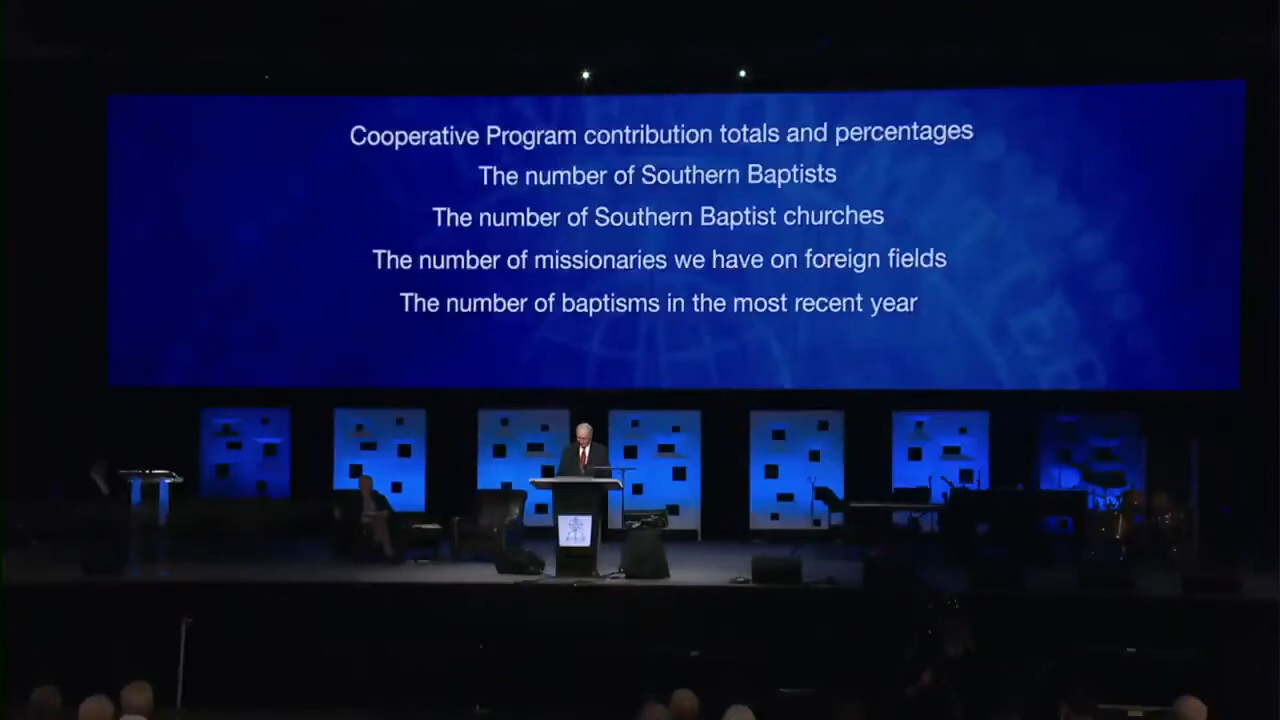 Cooperative Program contribution totals and percentages
The number of Southern Baptists
The number of Southern Baptist churches
The number of missionaries we have on foreign fields
The number of baptisms in the most recent year